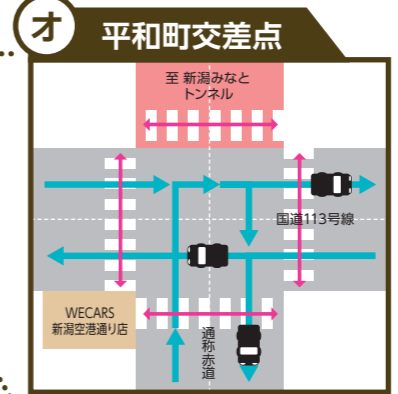 オ 平和町交差点
至 新潟みなと
トンネル
国道113号線
WECARS
新潟空港通り店
通称赤道